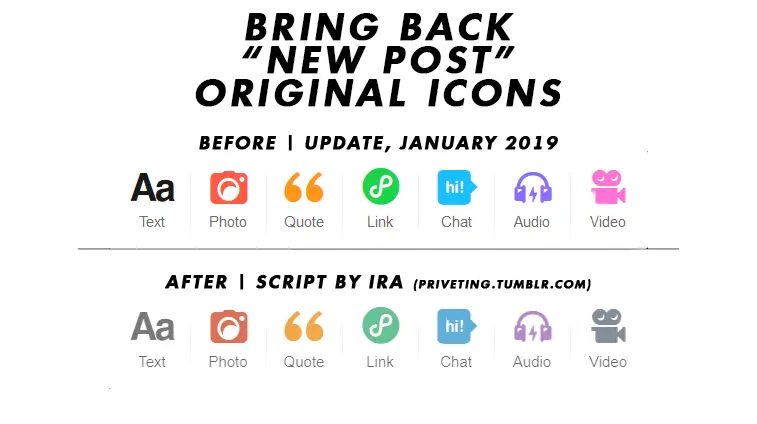 BRING BACK
“NEW POST”
ORIGINAL ICONS
BEFORE | UPDATE, JANUARY 2019
Aa
hi!
Text Photo Quote Link Chat Audio Video
AFTER | SCRIPT BY IRA (PRIVETING.TUMBLR.COM)
Aa
hi!
Text Photo Quote Link Chat Audio Video